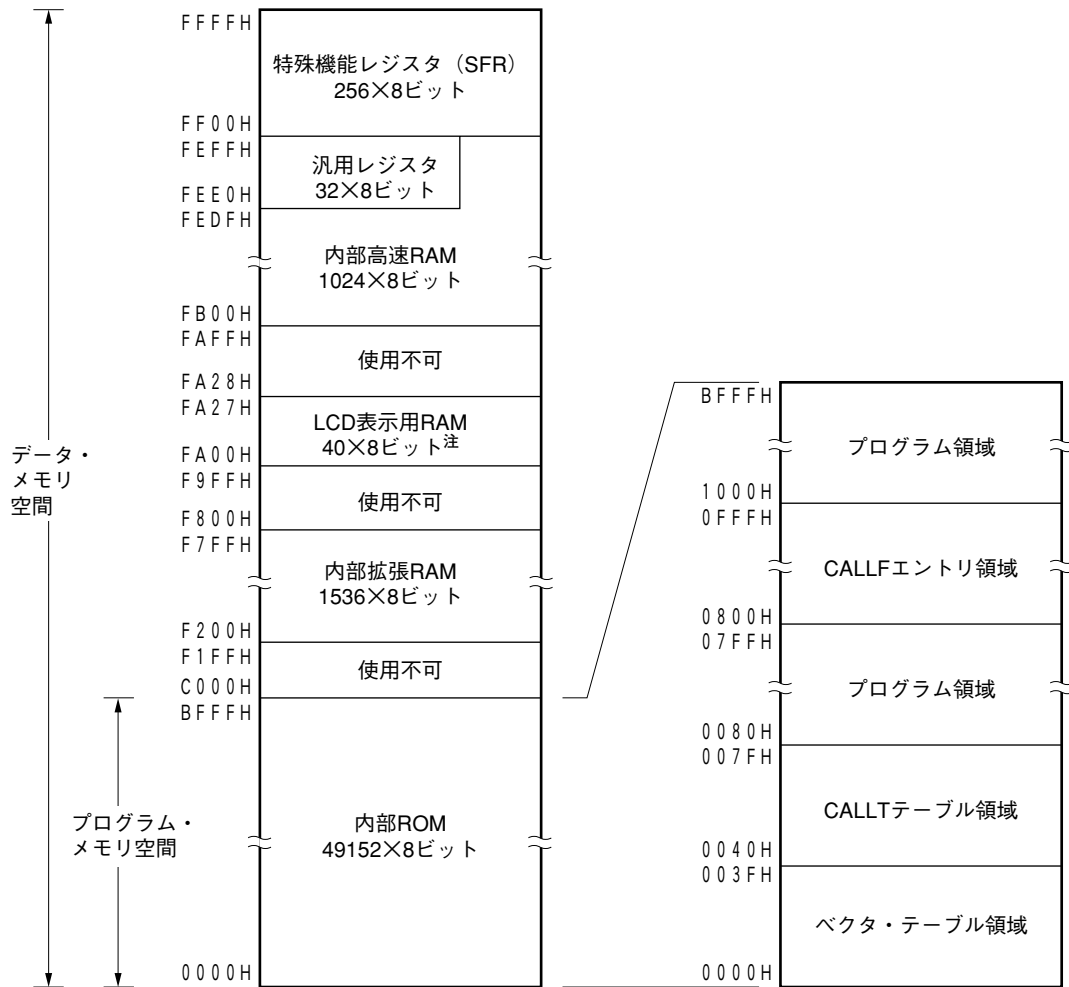 FFFFH
特殊機能レジスタ（SFR）
256×8ビット
FF00H
FEFFH
汎用レジスタ
32×8ビット
FEE0H
FEDFH
内部高速RAM
1024×8ビット
FB00H
FAFFH
使用不可
FA28H
FA27H
LCD表示用RAM
40×8ビット注
FA00H
F9FFH
使用不可
F800H
F7FFH
内部拡張RAM
1536×8ビット
F200H
F1FFH
使用不可
C000H
BFFFH
内部ROM
49152×8ビット
0000H
データ・
メモリ
空間
プログラム・
メモリ空間
BFFFH
プログラム領域
1000H
0FFFH
CALLFエントリ領域
0800H
07FFH
プログラム領域
0080H
007FH
CALLTテーブル領域
0040H
003FH
ベクタ・テーブル領域
0000H